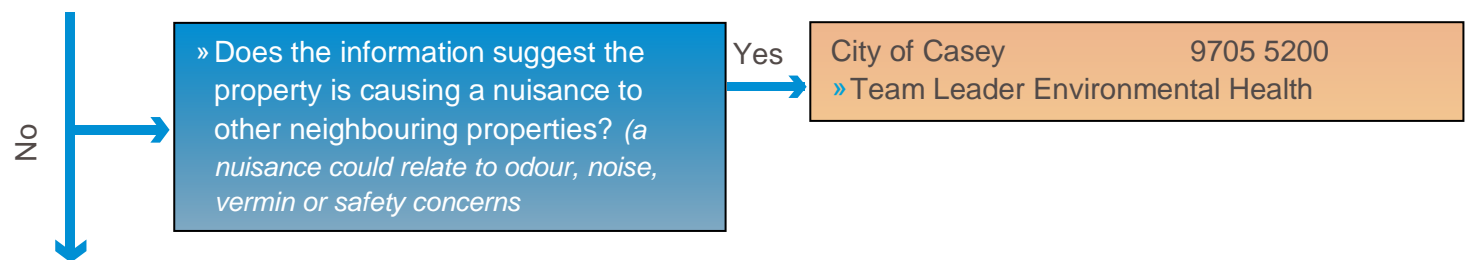 No
» Does the information suggest the
property is causing a nuisance to
other neighbouring properties? (a
nuisance could relate to odour, noise,
vermin or safety concerns
Yes
City of Casey 9705 5200
» Team Leader Environmental Health